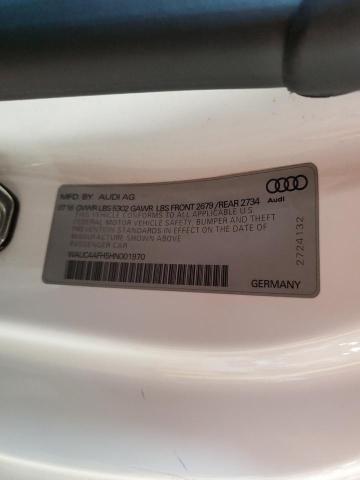 MFD. BY AUDI AG
07 16 GVWR LBS 5302 GAWR LBS FRONT 2679 /REAR 2734
THIS VEHICLE CONFORMS TO ALL APPLICABLE U.S.
FEDERAL MOTOR VEHICLE SAFETY, BUMPER AND THEFT
PREVENTION STANDARDS IN EFFECT ON THE DATE OF
MANUFACTURE SHOWN ABOVE
PASSENGER CAR
WAUC4AFH5HN001970
Audi
2724132
GERMANY